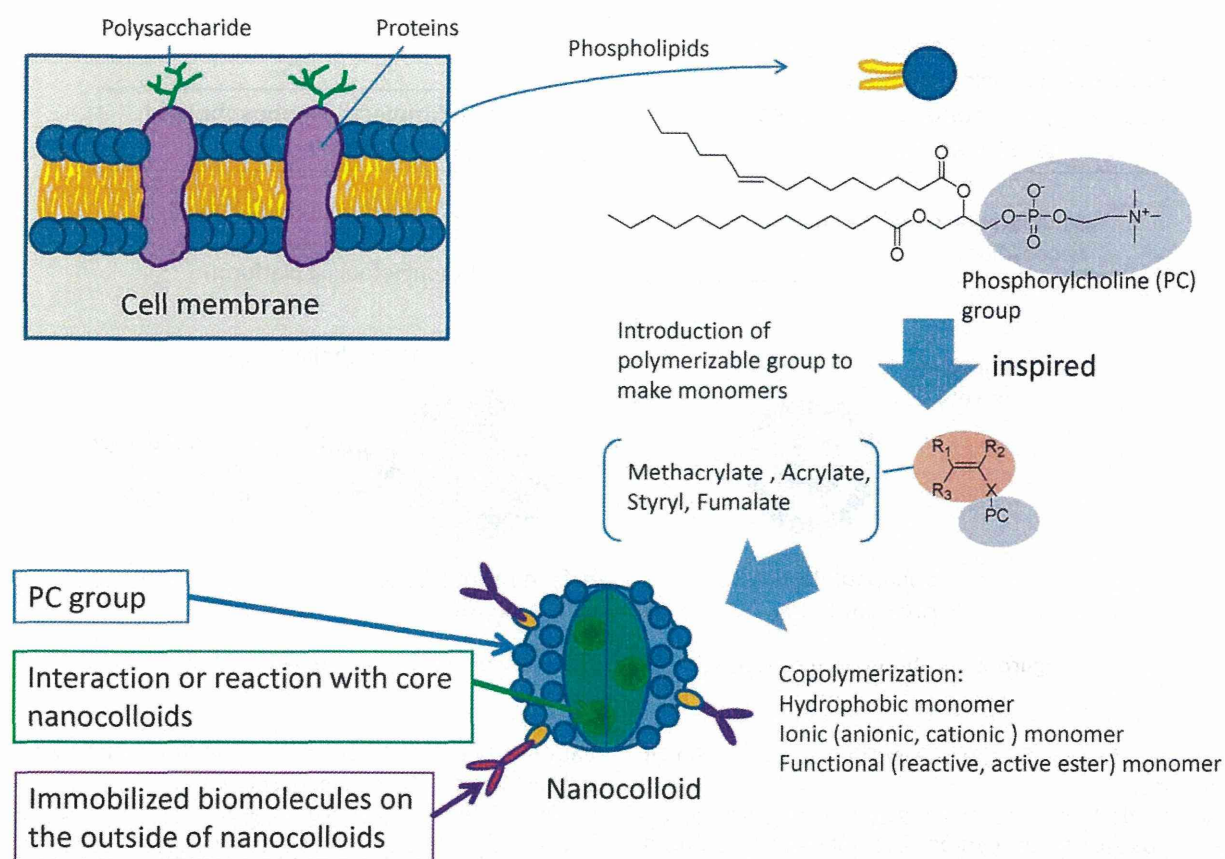 Polysaccharide
Proteins
Phospholipids
Cell membrane
O
O
O
O
O
O⁻
P
O
O
N⁺
Phosphorylcholine (PC)
group
Introduction of
polymerizable group to
make monomers
inspired
Methacrylate , Acrylate,
Styryl, Fumalate
R₁
R₂
R₃
X
PC
PC group
Interaction or reaction with core
nanocolloids
Immobilized biomolecules on
the outside of nanocolloids
Nanocolloid
Copolymerization:
Hydrophobic monomer
Ionic (anionic, cationic ) monomer
Functional (reactive, active ester) monomer